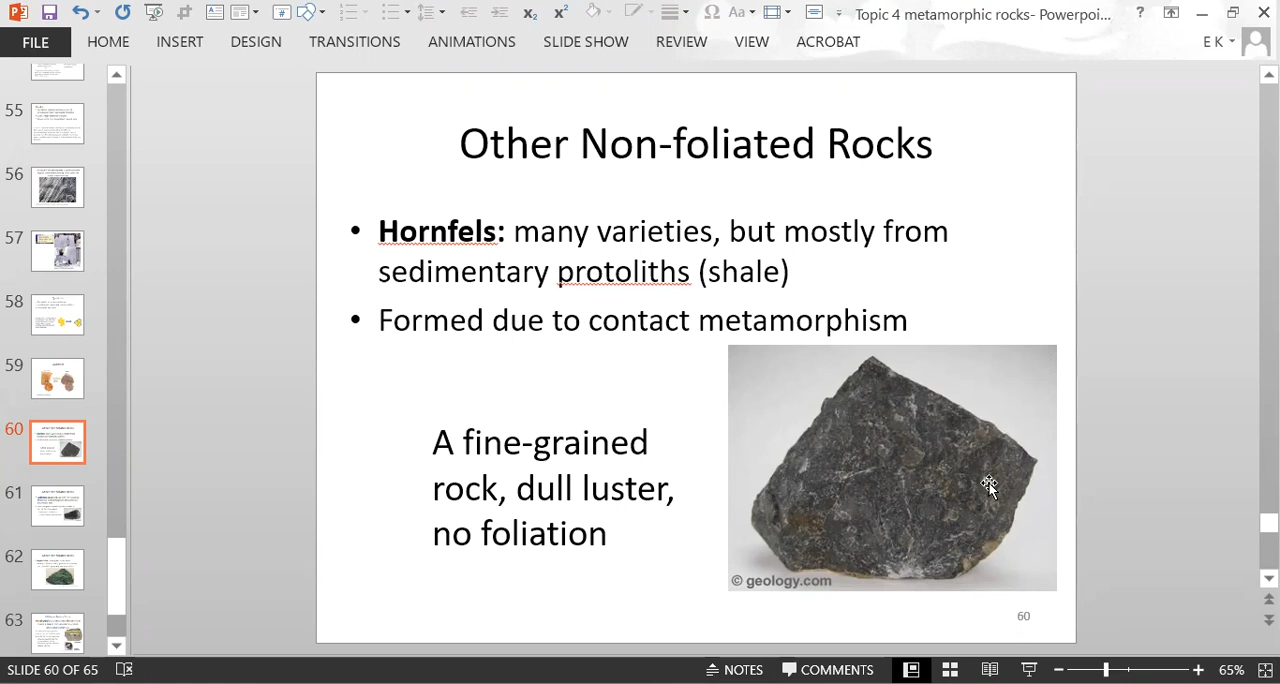 Topic 4 metamorphic rocks- Powerpoi...
FILE HOME INSERT DESIGN TRANSITIONS ANIMATIONS SLIDE SHOW REVIEW VIEW ACROBAT E K
55
56
57
58
59
60
61
62
63
Other Non-foliated Rocks
• Hornfels: many varieties, but mostly from
sedimentary protoliths (shale)
• Formed due to contact metamorphism
A fine-grained
rock, dull luster,
no foliation
© geology.com
60
SLIDE 60 OF 65 NOTES COMMENTS 65%